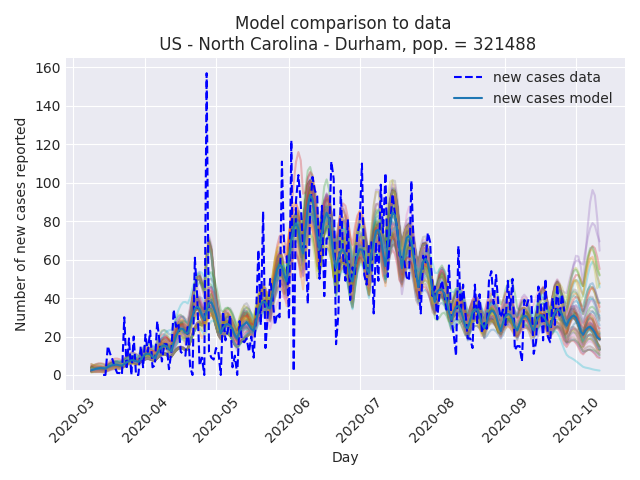 Model comparison to data
US - North Carolina - Durham, pop. = 321488
new cases data
new cases model
Number of new cases reported
160
140
120
100
80
60
40
20
0
2020-03
2020-04
2020-05
2020-06
2020-07
2020-08
2020-09
2020-10
Day